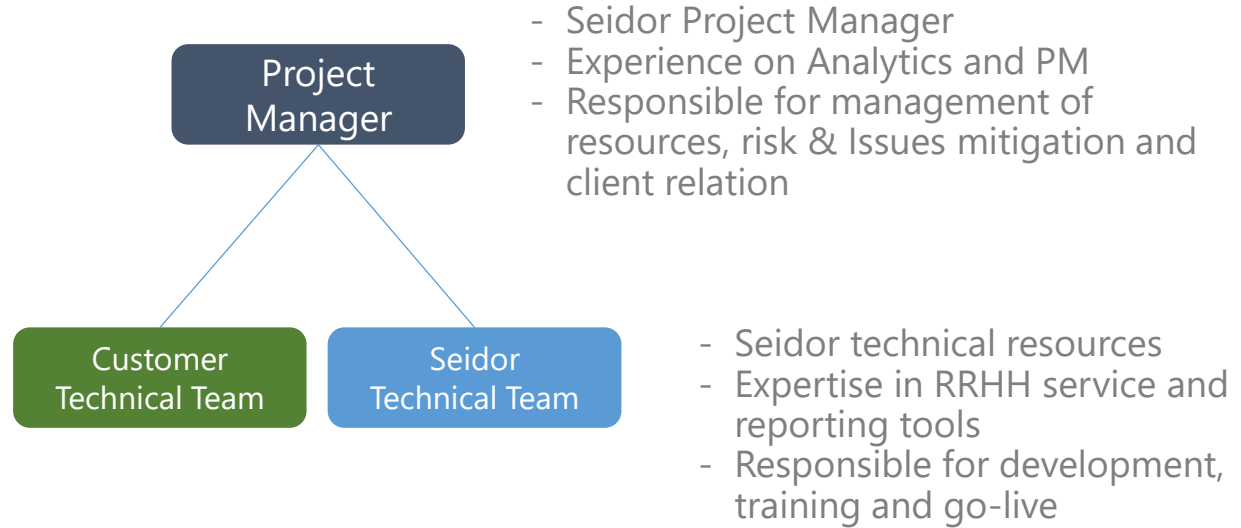 Project
Manager
- Seidor Project Manager
- Experience on Analytics and PM
- Responsible for management of
resources, risk & Issues mitigation and
client relation
Customer
Technical Team
Seidor
Technical Team
- Seidor technical resources
- Expertise in RRHH service and
reporting tools
- Responsible for development,
training and go-live